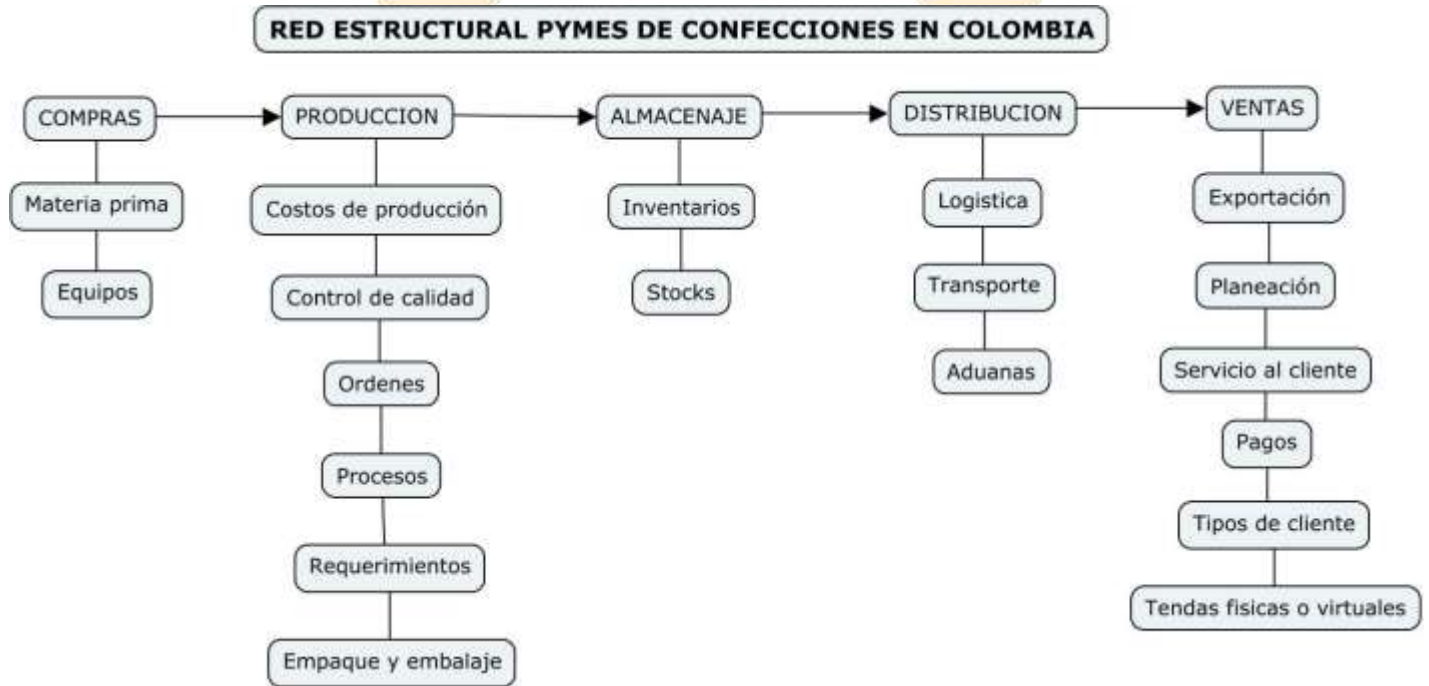 RED ESTRUCTURAL PYMES DE CONFECCIONES EN COLOMBIA
COMPRAS
Materia prima
Equipos
PRODUCCION
Costos de producción
Control de calidad
Ordenes
Procesos
Requerimientos
Empaque y embalaje
ALMACENAJE
Inventarios
Stocks
DISTRIBUCION
Logistica
Transporte
Aduanas
VENTAS
Exportación
Planeación
Servicio al cliente
Pagos
Tipos de cliente
Tendas fisicas o virtuales